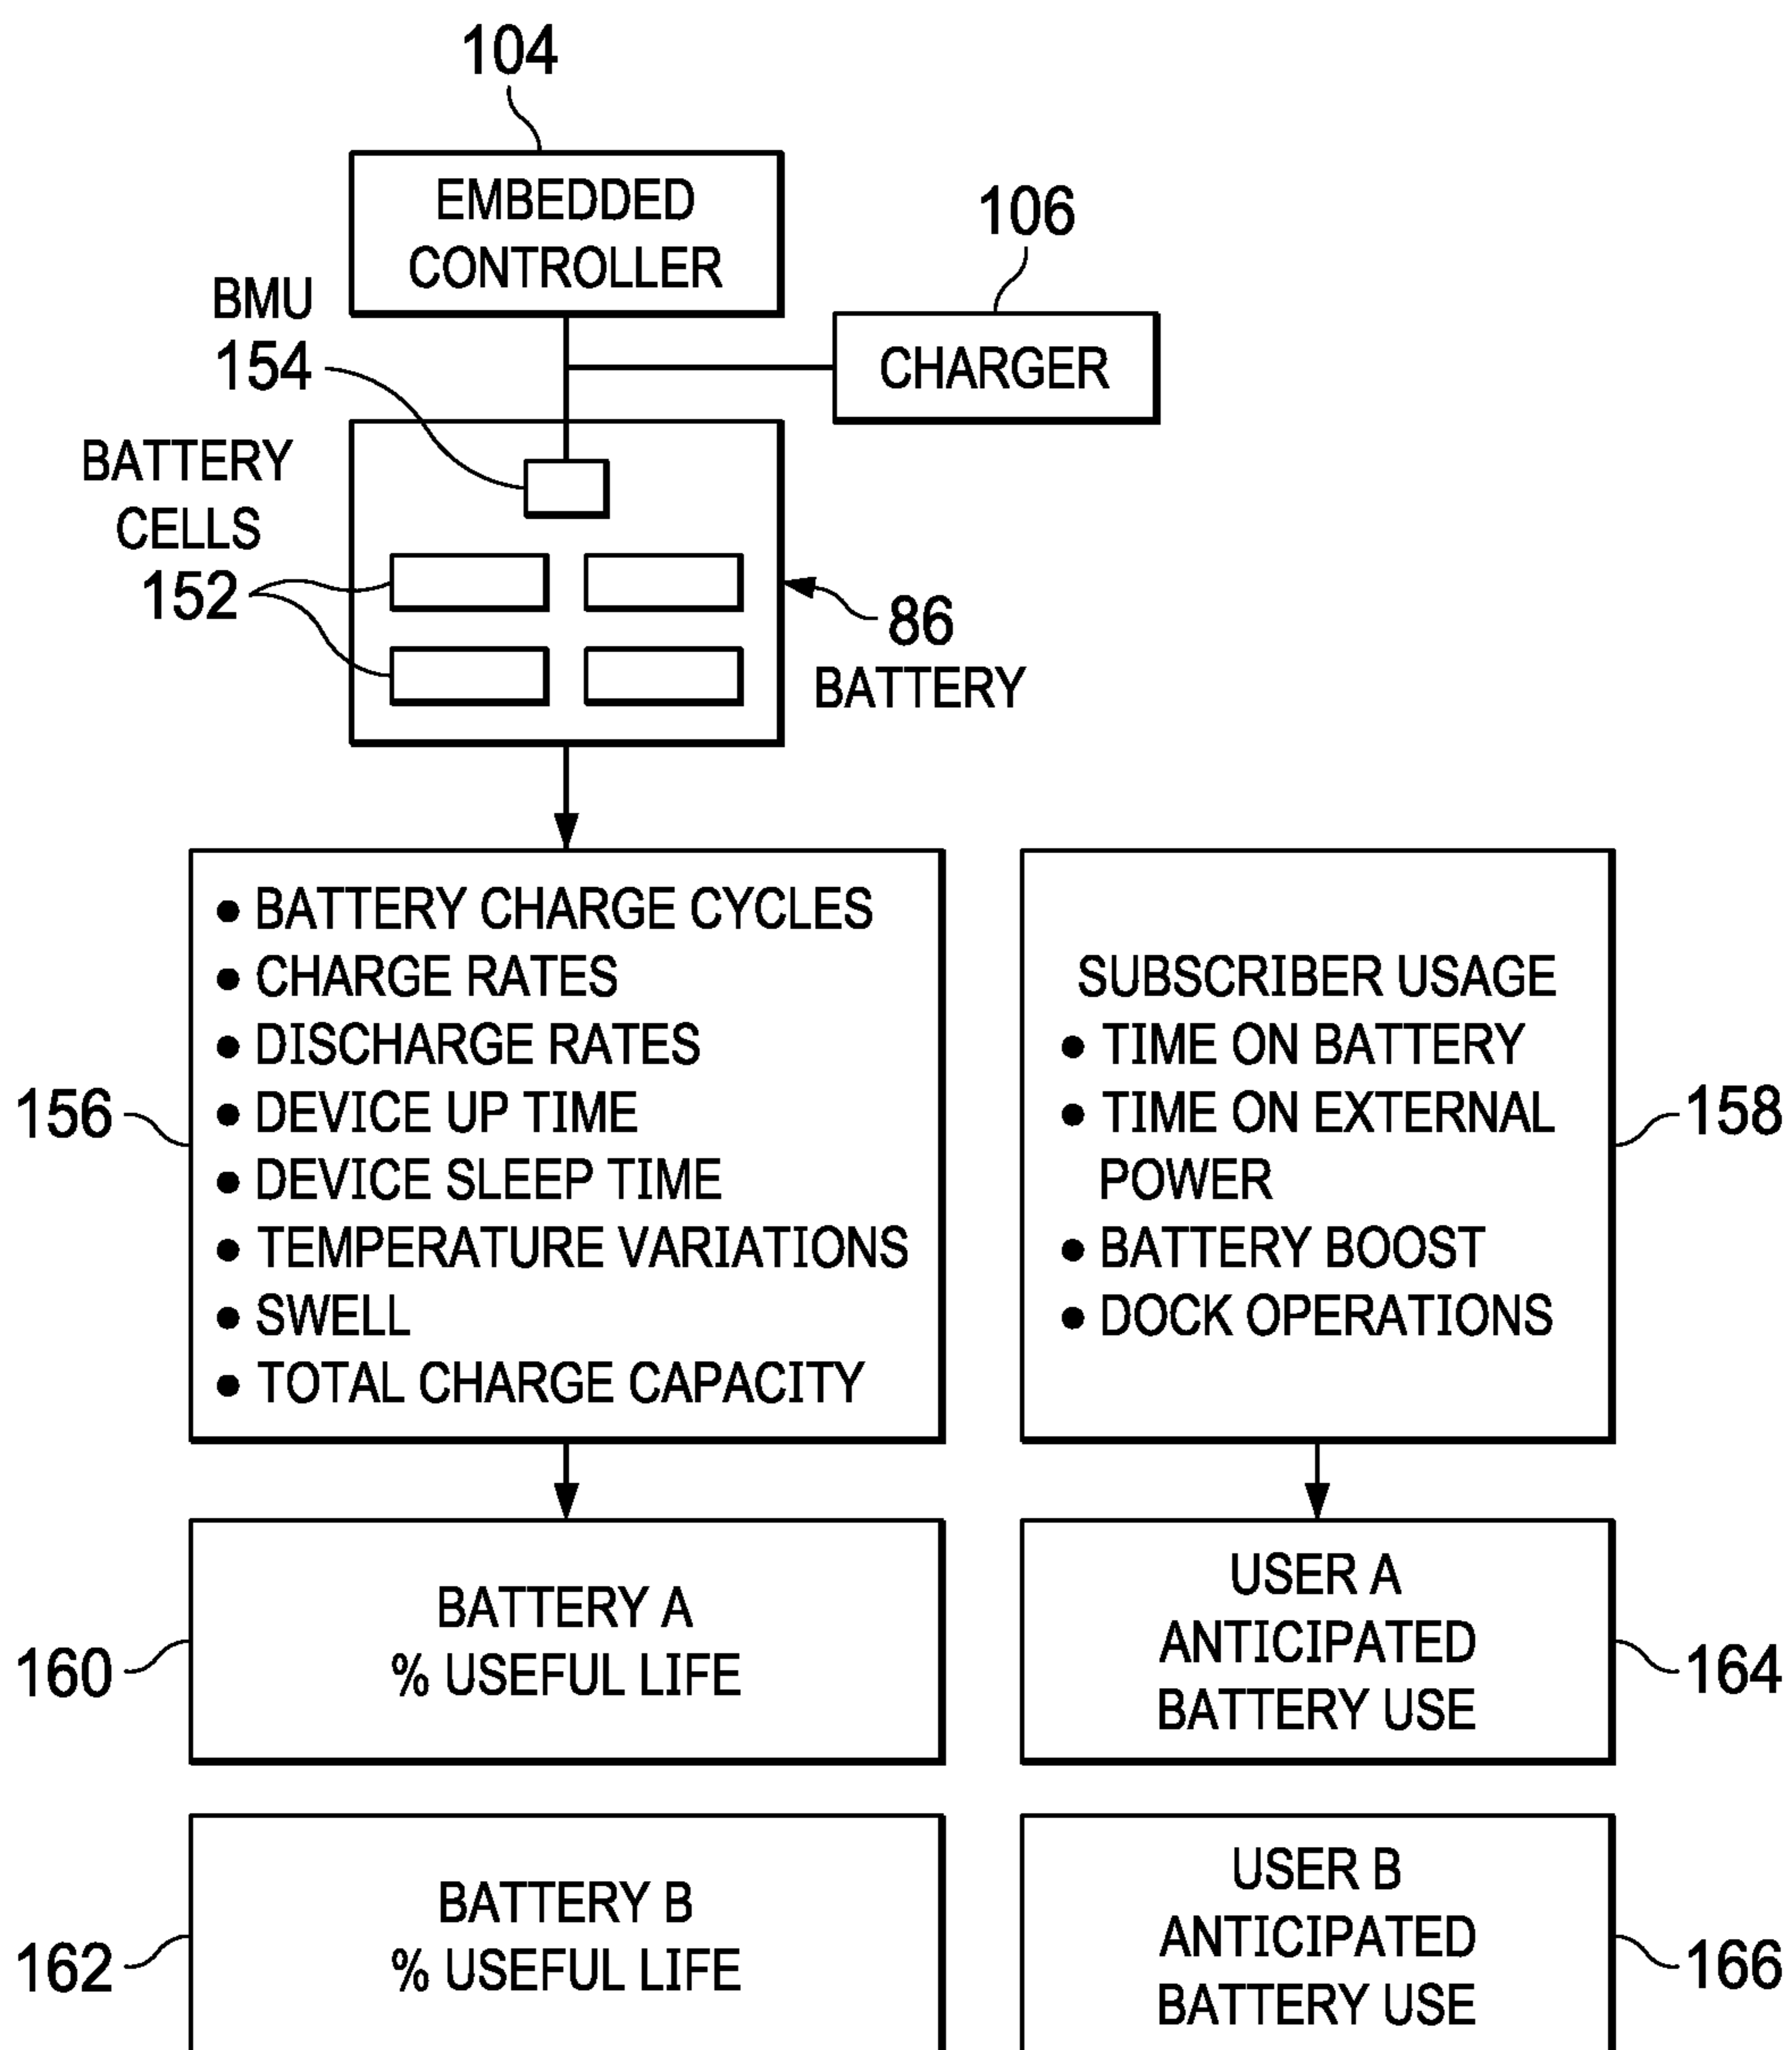 104
EMBEDDED
CONTROLLER
106
CHARGER
BMU
154
BATTERY
CELLS
152
86
BATTERY
156
• BATTERY CHARGE CYCLES
• CHARGE RATES
• DISCHARGE RATES
• DEVICE UP TIME
• DEVICE SLEEP TIME
• TEMPERATURE VARIATIONS
• SWELL
• TOTAL CHARGE CAPACITY
SUBSCRIBER USAGE
• TIME ON BATTERY
• TIME ON EXTERNAL
POWER
• BATTERY BOOST
• DOCK OPERATIONS
158
160
BATTERY A
% USEFUL LIFE
USER A
ANTICIPATED
BATTERY USE
164
162
BATTERY B
% USEFUL LIFE
USER B
ANTICIPATED
BATTERY USE
166